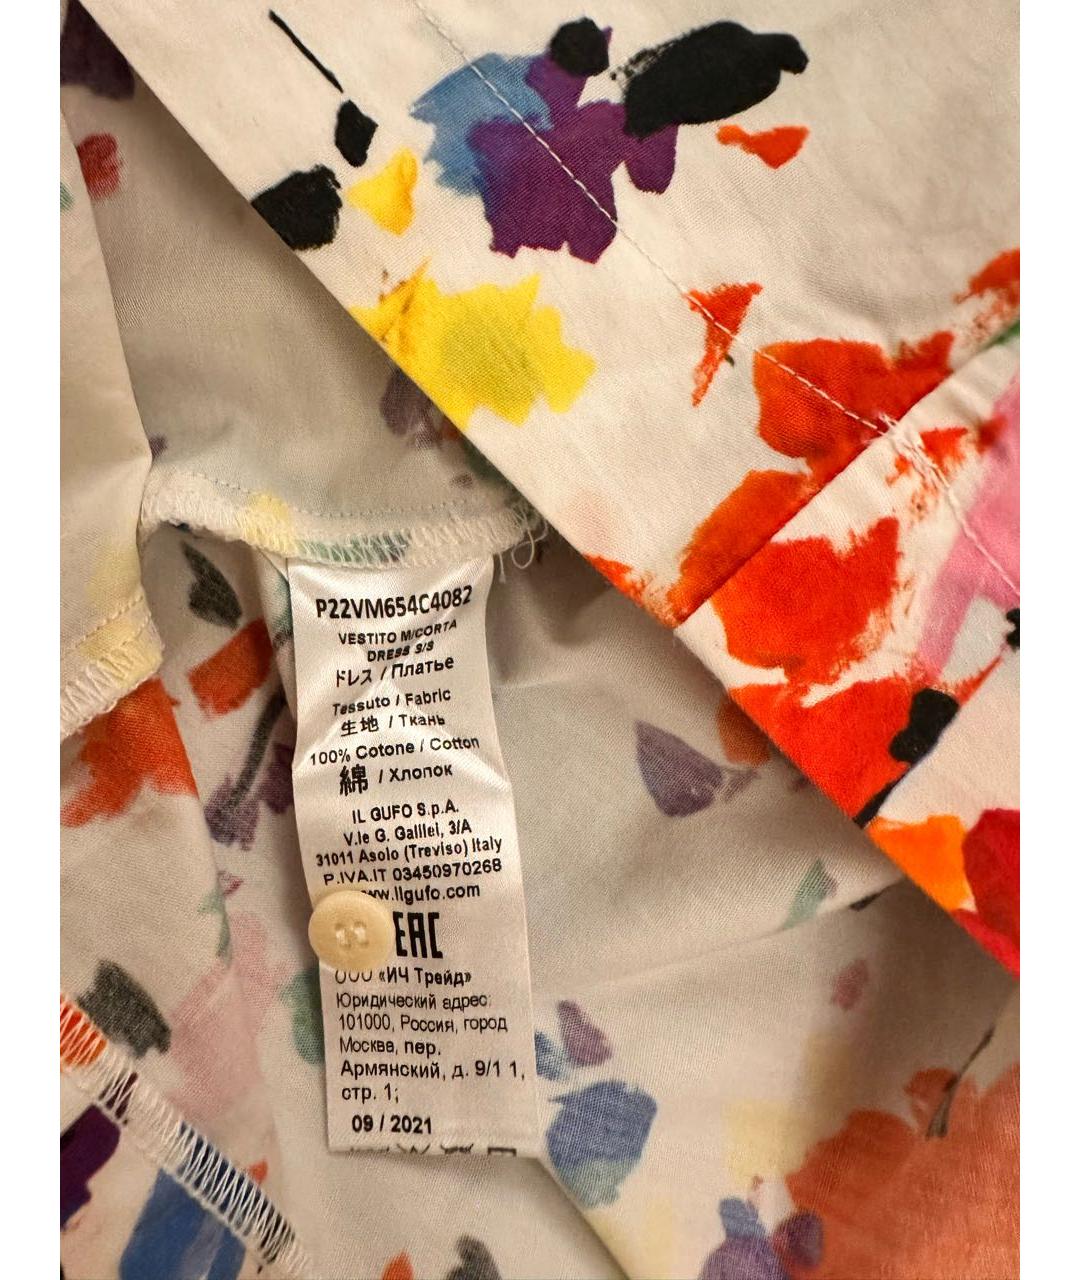 P22VM654C4082
VESTITO M/CORTA
DRESS S/S
ドレス / Платье
Tessuto / Fabric
生地 / Ткань
100% Cotone / Cotton
綿 / Хлопок
IL GUFO S.p.A.
V.le G. Galilei, 3/A
31011 Asolo (Treviso) Italy
P.IVA.IT 03450970268
www.ilgufo.com
EAC
ООО «ИЧ Трейд»
Юридический адрес:
101000, Россия, город
Москва, пер.
Армянский, д. 9/1 1,
стр. 1;
09 / 2021